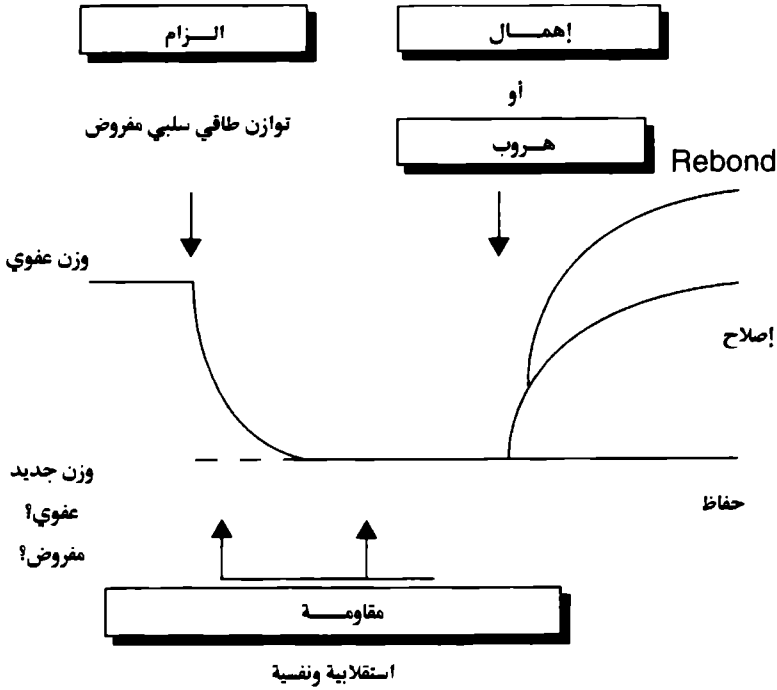 الـــزام
إهمـــال
توازن طاقي سلبي مفروض
أو
هـروب
Rebond
وزن عفوي
إصلاح
وزن جديد
عفوي؟
مفروض؟
حفاظ
مقاومـــة
استقلابية ونفسية